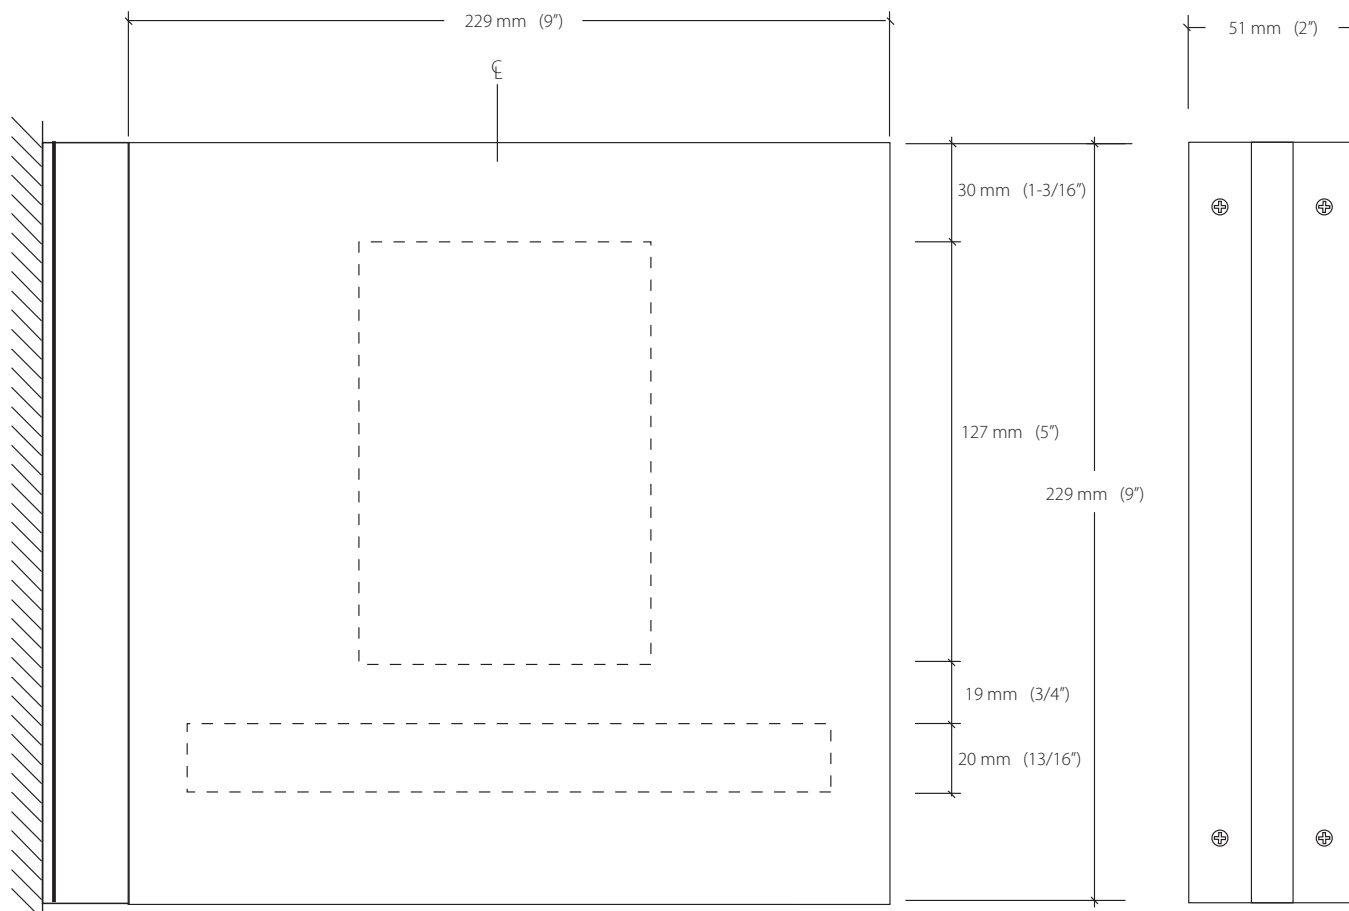 229 mm (9”)
51 mm (2”)
℄
30 mm (1-3/16”)
127 mm (5”)
229 mm (9”)
19 mm (3/4”)
20 mm (13/16”)